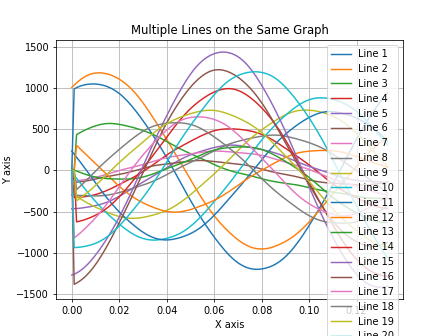 Multiple Lines on the Same Graph
Y axis
1500
1000
500
0
−500
−1000
−1500
0.00
0.02
0.04
0.06
0.08
0.10
X axis
Line 1
Line 2
Line 3
Line 4
Line 5
Line 6
Line 7
Line 8
Line 9
Line 10
Line 11
Line 12
Line 13
Line 14
Line 15
Line 16
Line 17
Line 18
Line 19
Line 20